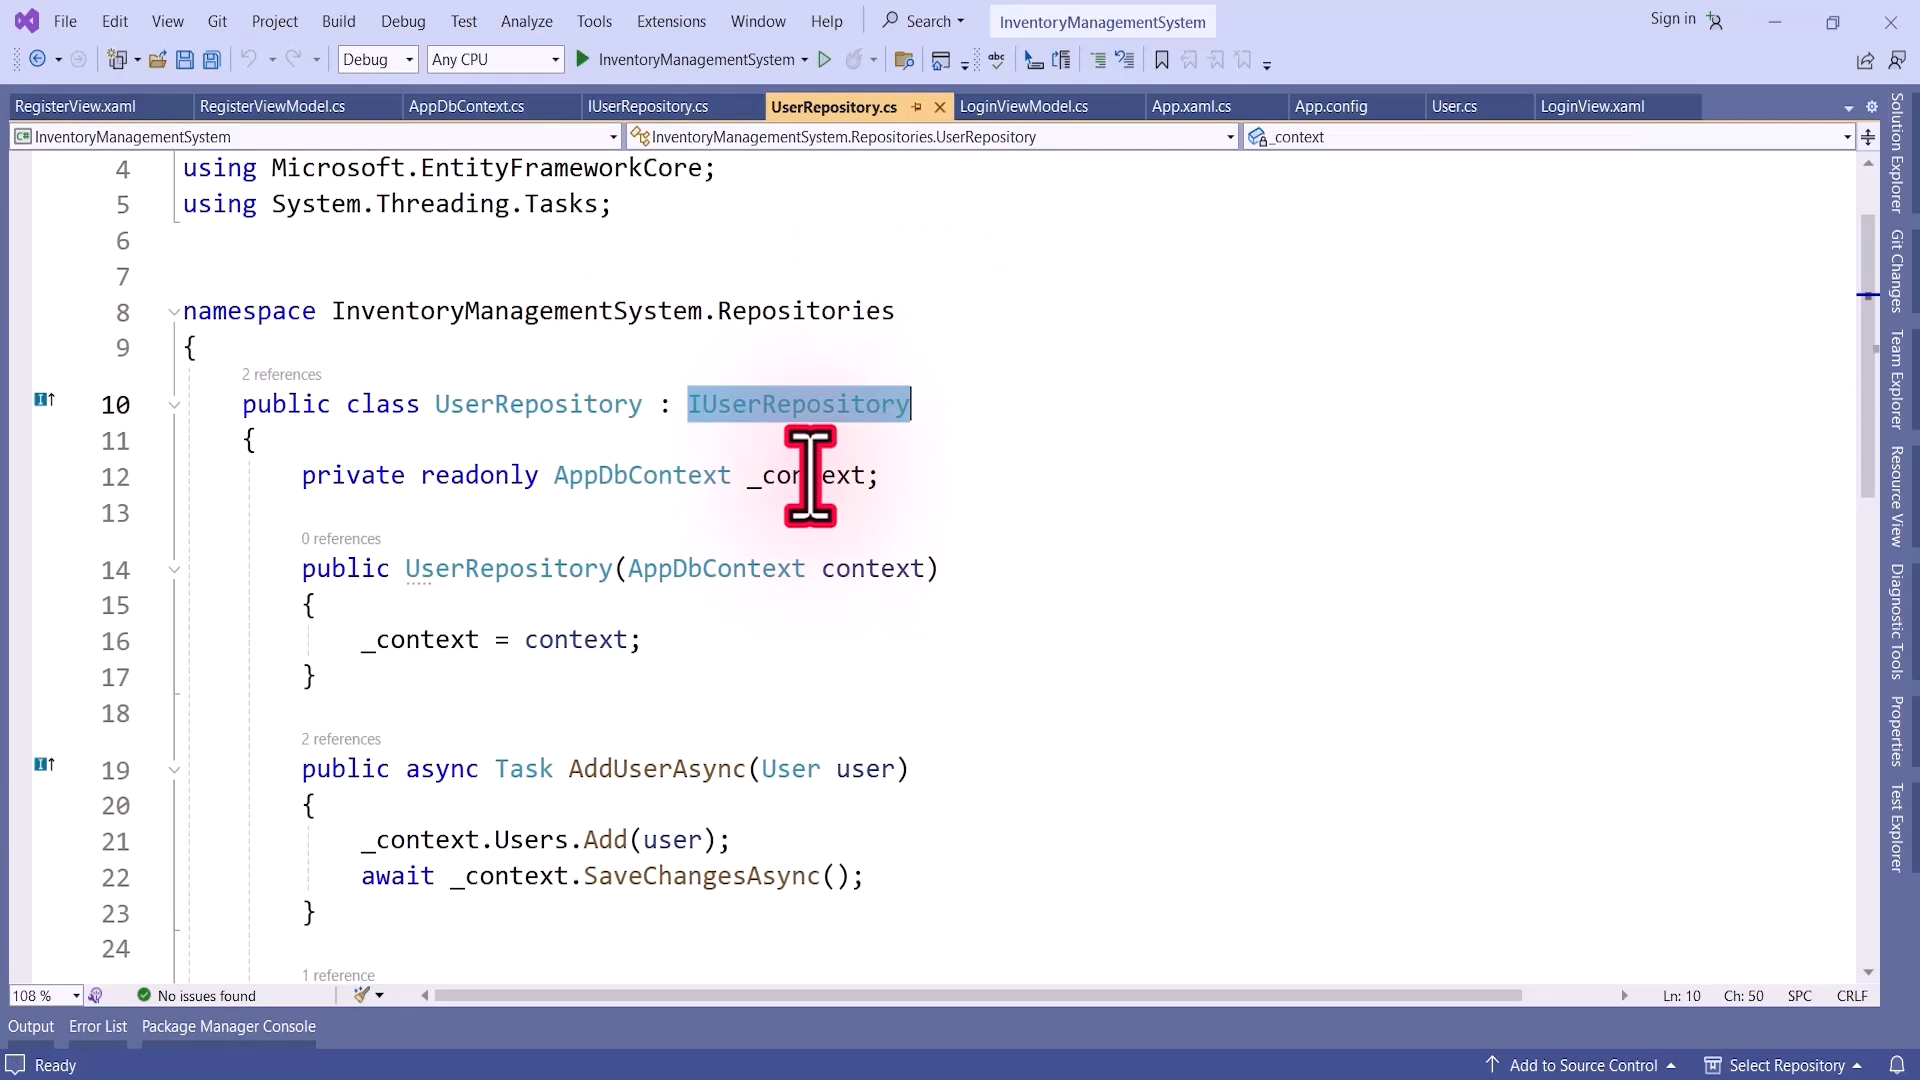 File Edit View Git Project Build Debug Test Analyze Tools Extensions Window Help Search InventoryManagementSystem Sign in
Debug Any CPU InventoryManagementSystem
RegisterView.xaml RegisterViewModel.cs AppDbContext.cs IUserRepository.cs UserRepository.cs LoginViewModel.cs App.xaml.cs App.config User.cs LoginView.xaml
InventoryManagementSystem InventoryManagementSystem.Repositories.UserRepository _context
4 using Microsoft.EntityFrameworkCore;
5 using System.Threading.Tasks;
6
7
8 namespace InventoryManagementSystem.Repositories
9 {
2 references
10 public class UserRepository : IUserRepository
11 {
12 private readonly AppDbContext _context;
13
0 references
14 public UserRepository(AppDbContext context)
15 {
16 _context = context;
17 }
18
2 references
19 public async Task AddUserAsync(User user)
20 {
21 _context.Users.Add(user);
22 await _context.SaveChangesAsync();
23 }
24
1 reference
108 % No issues found Ln: 10 Ch: 50 SPC CRLF
Output Error List Package Manager Console
Ready Add to Source Control Select Repository
Solution Explorer
Git Changes
Team Explorer
Resource View
Diagnostic Tools
Properties
Test Explorer